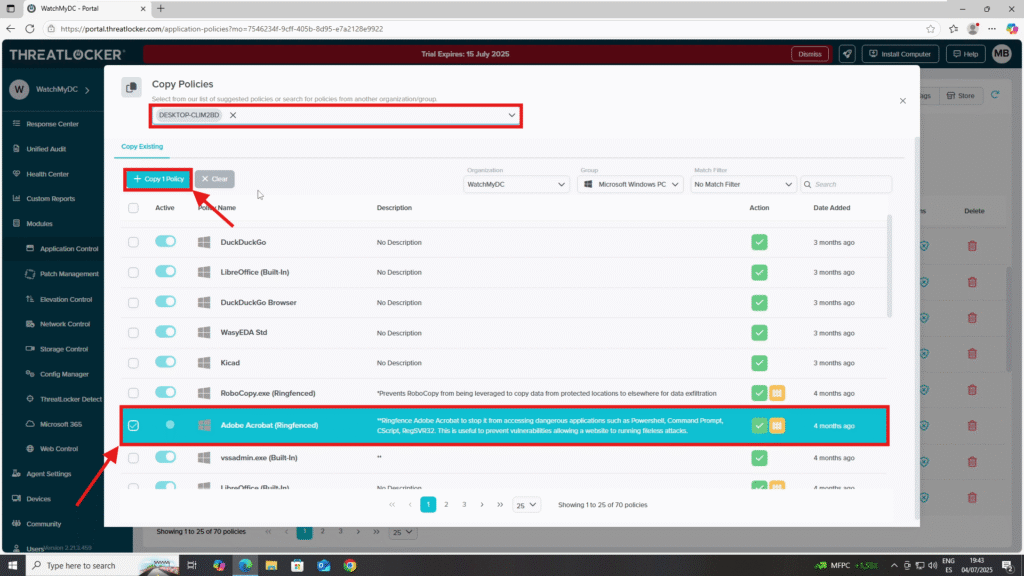 WatchMyDC - Portal
https://portal.threatlocker.com/application-policies?mo=7546234f-9cff-405b-8d95-e7a2128e9922
THREATLOCKER
Trial Expires: 15 July 2025
Dismiss
Install Computer
Help
MB
W
WatchMyDC
Response Center
Unified Audit
Health Center
Custom Reports
Modules
Application Control
Patch Management
Elevation Control
Network Control
Storage Control
Config Manager
ThreatLocker Detect
Microsoft 365
Web Control
Agent Settings
Devices
Community
Users
Version 2.21.2.459
Copy Policies
Select from our list of suggested policies or search for policies from another organization/group
DESKTOP-CLIM2BD
Copy Existing
+ Copy 1 Policy
Clear
Organization
WatchMyDC
Group
Microsoft Windows PC
Match Filter
No Match Filter
Search
Active
Policy Name
Description
Action
Date Added
DuckDuckGo
No Description
3 months ago
LibreOffice (Built-In)
No Description
3 months ago
DuckDuckGo Browser
No Description
3 months ago
WasyEDA Std
No Description
3 months ago
Kicad
No Description
3 months ago
RoboCopy.exe (Ringfenced)
*Prevents RoboCopy from being leveraged to copy data from protected locations to elsewhere for data exfiltration
4 months ago
Adobe Acrobat (Ringfenced)
**Ringfence Adobe Acrobat to stop it from accessing dangerous applications such as Powershell, Command Prompt,
CScript, RegSVR32. This is useful to prevent vulnerabilities allowing a website to running fileless attacks.
4 months ago
vssadmin.exe (Built-In)
**
4 months ago
LibreOffice (Built-In)
No Description
4 months ago
1
2
3
25
Showing 1 to 25 of 70 policies
ags
Store
Delete
Showing 1 to 25 of 70 policies
1
2
3
25
Type here to search
MFPC
+1,58%
ENG
ES
19:43
04/07/2025
2